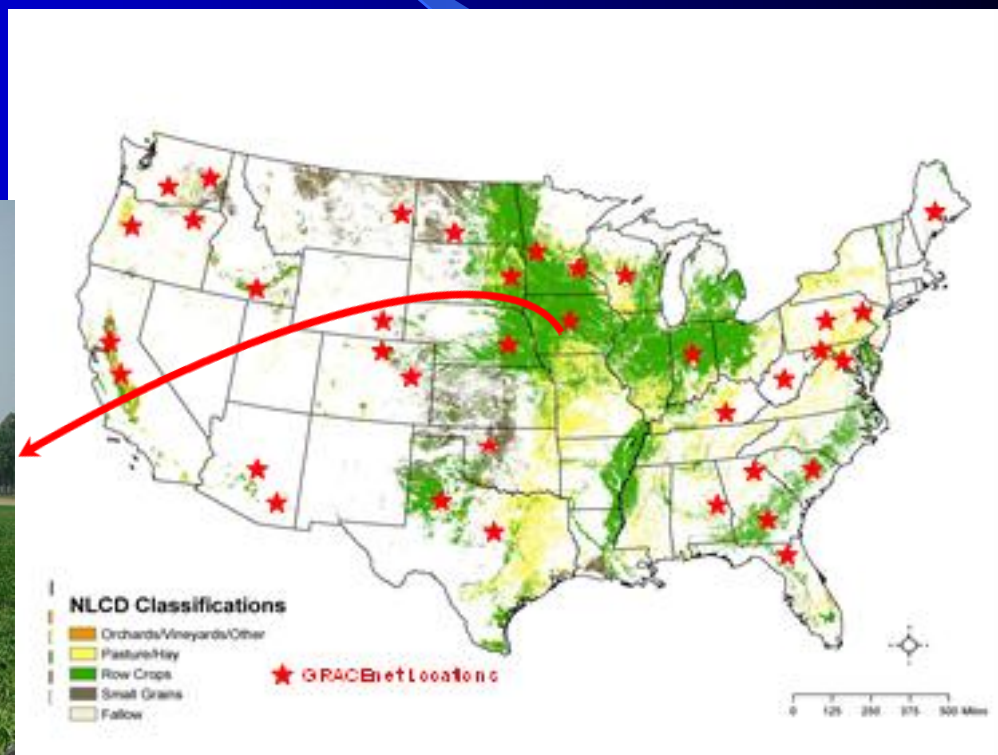 NLCD Classifications
Orchards/Vineyards/Other
Pasture/Hay
Row Crops
Small Grains
Fallow
GRACEnet Locations
0 125 250 375 500 Miles